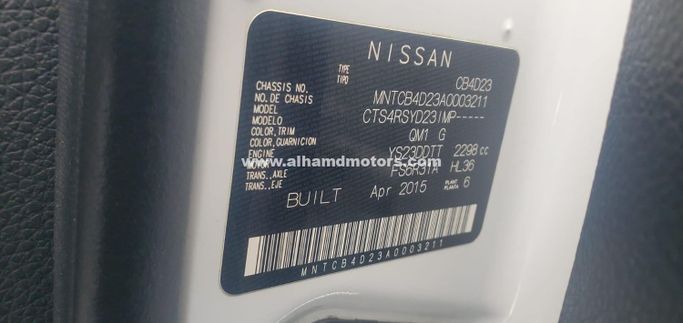 NISSAN
TYPE
TIPO CB4D23
CHASSIS NO. MNTCB4D23A0003211
NO. DE CHASIS
MODEL CTS4RSYD23IMP-----
MODELO
COLOR, TRIM QM1 G
COLOR, GUARNICION
ENGINE YS23DDTT 2298 cc
www.alhamdmotors.com
TRANS., AXLE FS6R31A HL36
TRANS., EJE
BUILT Apr 2015 PLANT
PLANTA 6
MNTCB4D23A0003211